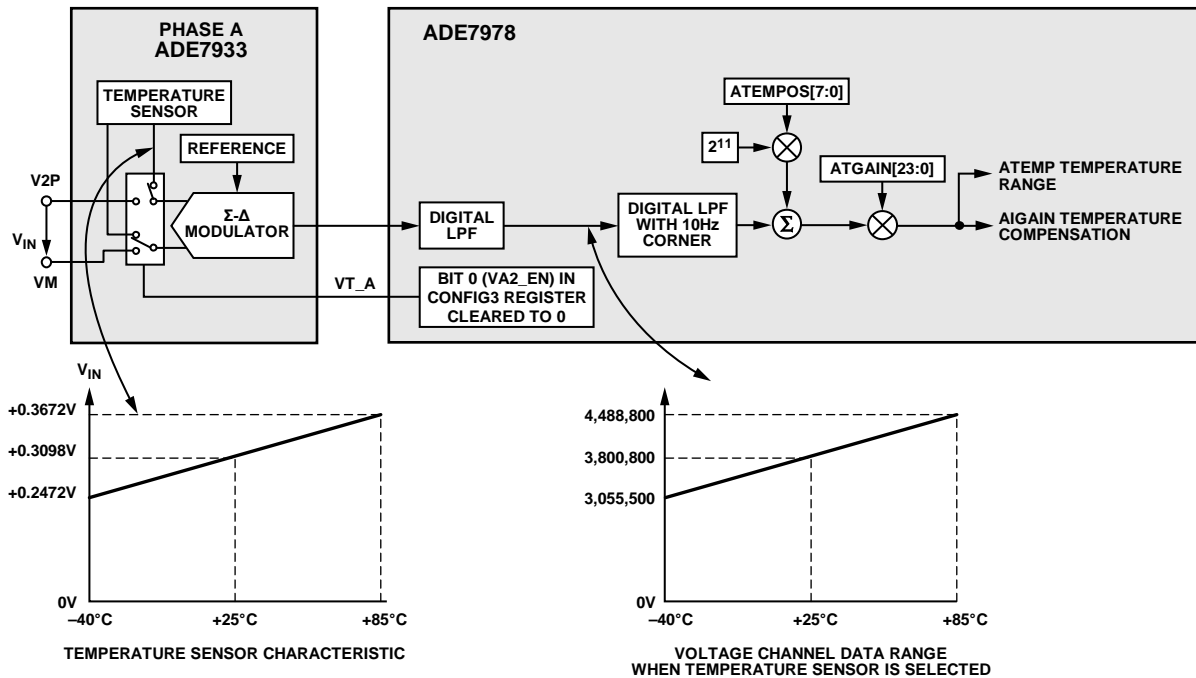 PHASE A
ADE7933
ADE7978
TEMPERATURE
SENSOR
REFERENCE
V2P
VIN
VM
Σ-Δ
MODULATOR
DIGITAL
LPF
VT_A
BIT 0 (VA2_EN) IN
CONFIG3 REGISTER
CLEARED TO 0
DIGITAL LPF
WITH 10Hz
CORNER
ATEMPOS[7:0]
2¹¹
Σ
ATGAIN[23:0]
ATEMP TEMPERATURE
RANGE
AIGAIN TEMPERATURE
COMPENSATION
VIN
+0.3672V
+0.3098V
+0.2472V
0V
–40°C
+25°C
+85°C
TEMPERATURE SENSOR CHARACTERISTIC
4,488,800
3,800,800
3,055,500
0V
–40°C
+25°C
+85°C
VOLTAGE CHANNEL DATA RANGE
WHEN TEMPERATURE SENSOR IS SELECTED